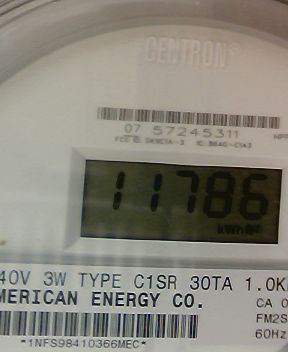 CENTRON®
07 57245311
11786
kWh
40V 3W TYPE C1SR 30TA 1.0K
MERICAN ENERGY CO.
CA 0
FM2S
60Hz
*1NFS98410366MEC*